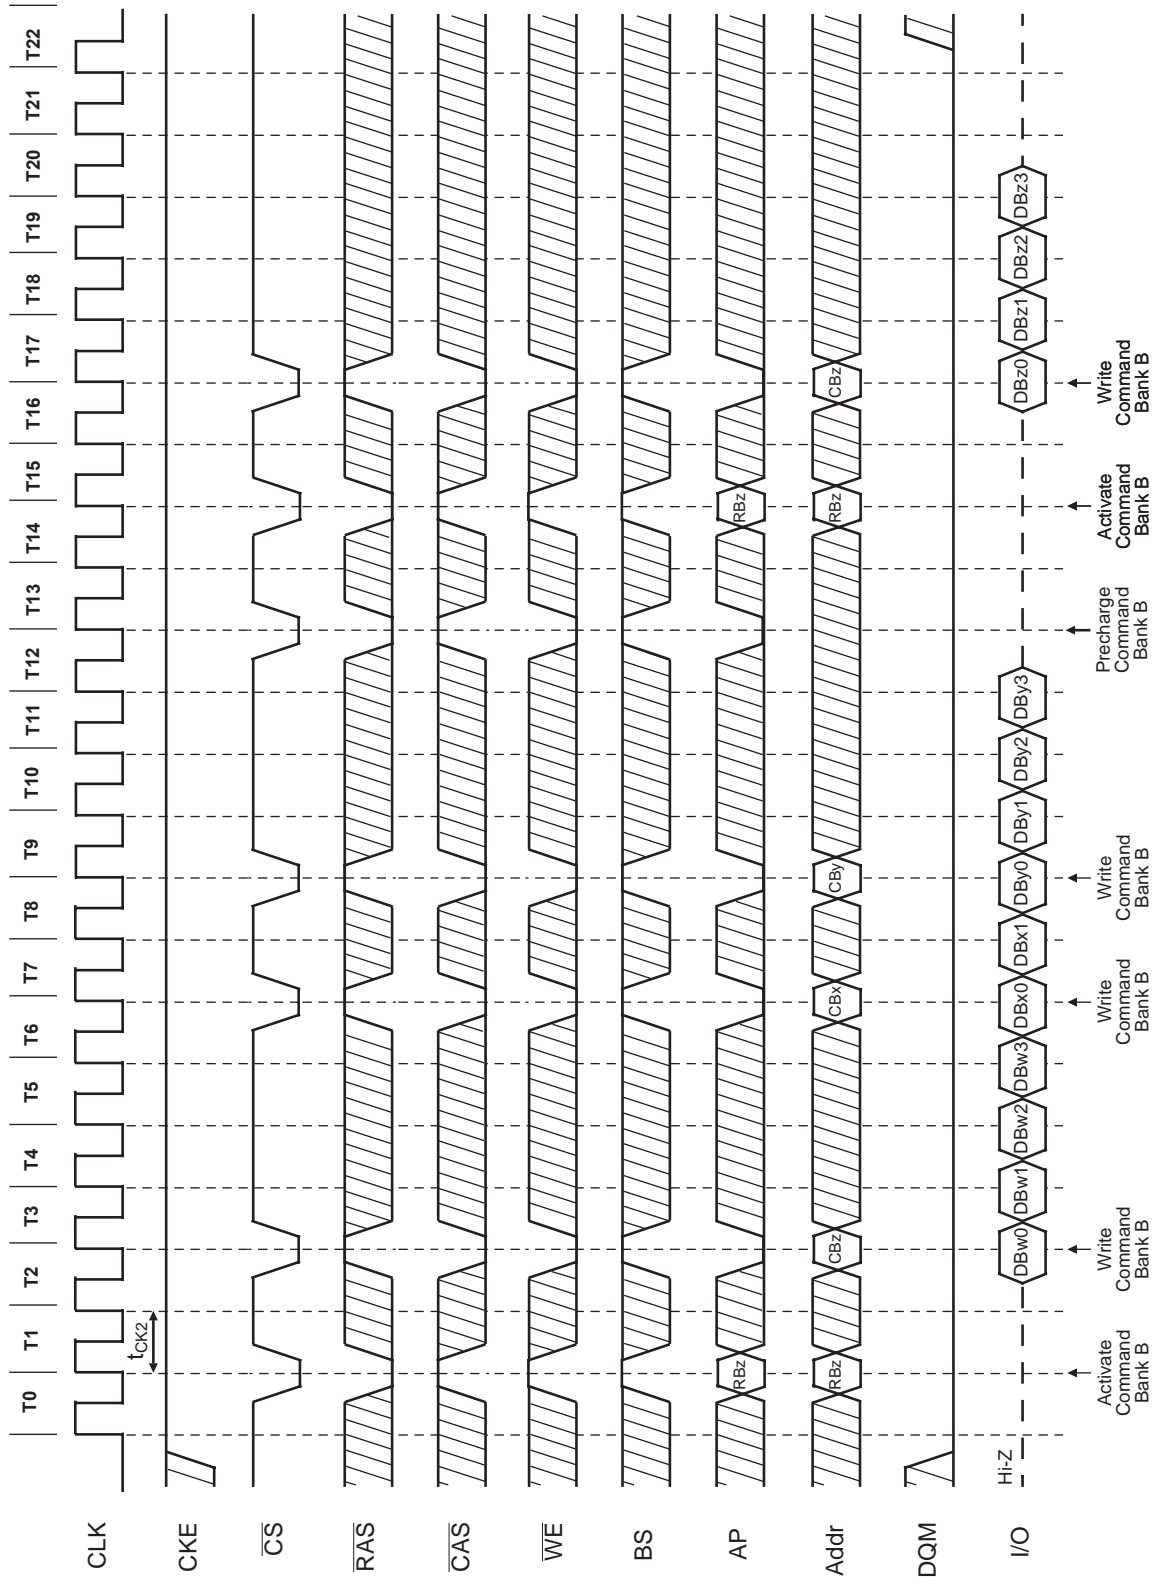 T0 T1 T2 T3 T4 T5 T6 T7 T8 T9 T10 T11 T12 T13 T14 T15 T16 T17 T18 T19 T20 T21 T22
CLK
tCK2
CKE
CS
RAS
CAS
WE
BS
AP
RBz RBz
Addr
RBz CBz CBx CBy RBz CBz
DQM
I/O
Hi-Z
DBw0 DBw1 DBw2 DBw3 DBx0 DBx1 DBy0 DBy1 DBy2 DBy3 DBz0 DBz1 DBz2 DBz3
Activate
Command
Bank B
Write
Command
Bank B
Write
Command
Bank B
Write
Command
Bank B
Precharge
Command
Bank B
Activate
Command
Bank B
Write
Command
Bank B